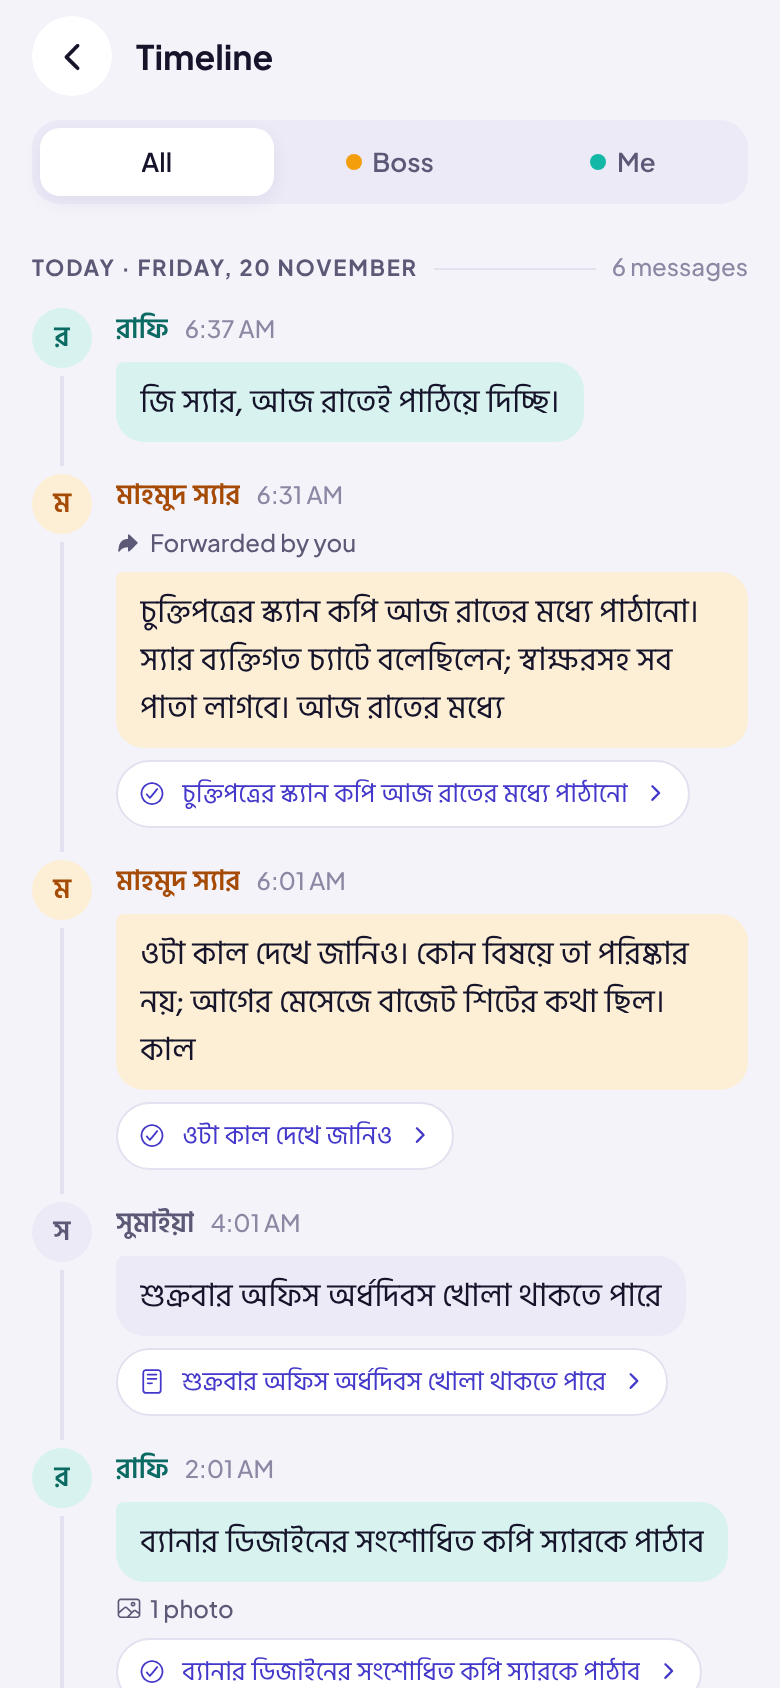 Timeline
All
Boss
Me
TODAY · FRIDAY, 20 NOVEMBER
6 messages
র
রাফি 6:37 AM
জি স্যার, আজ রাতেই পাঠিয়ে দিচ্ছি।
ম
মাহমুদ স্যার 6:31 AM
Forwarded by you
চুক্তিপত্রের স্ক্যান কপি আজ রাতের মধ্যে পাঠানো।
স্যার ব্যক্তিগত চ্যাটে বলেছিলেন; স্বাক্ষরসহ সব
পাতা লাগবে। আজ রাতের মধ্যে
চুক্তিপত্রের স্ক্যান কপি আজ রাতের মধ্যে পাঠানো
ম
মাহমুদ স্যার 6:01 AM
ওটা কাল দেখে জানিও। কোন বিষয়ে তা পরিষ্কার
নয়; আগের মেসেজে বাজেট শিটের কথা ছিল।
কাল
ওটা কাল দেখে জানিও
স
সুমাইয়া 4:01 AM
শুক্রবার অফিস অর্ধদিবস খোলা থাকতে পারে
শুক্রবার অফিস অর্ধদিবস খোলা থাকতে পারে
র
রাফি 2:01 AM
ব্যানার ডিজাইনের সংশোধিত কপি স্যারকে পাঠাব
1 photo
ব্যানার ডিজাইনের সংশোধিত কপি স্যারকে পাঠাব